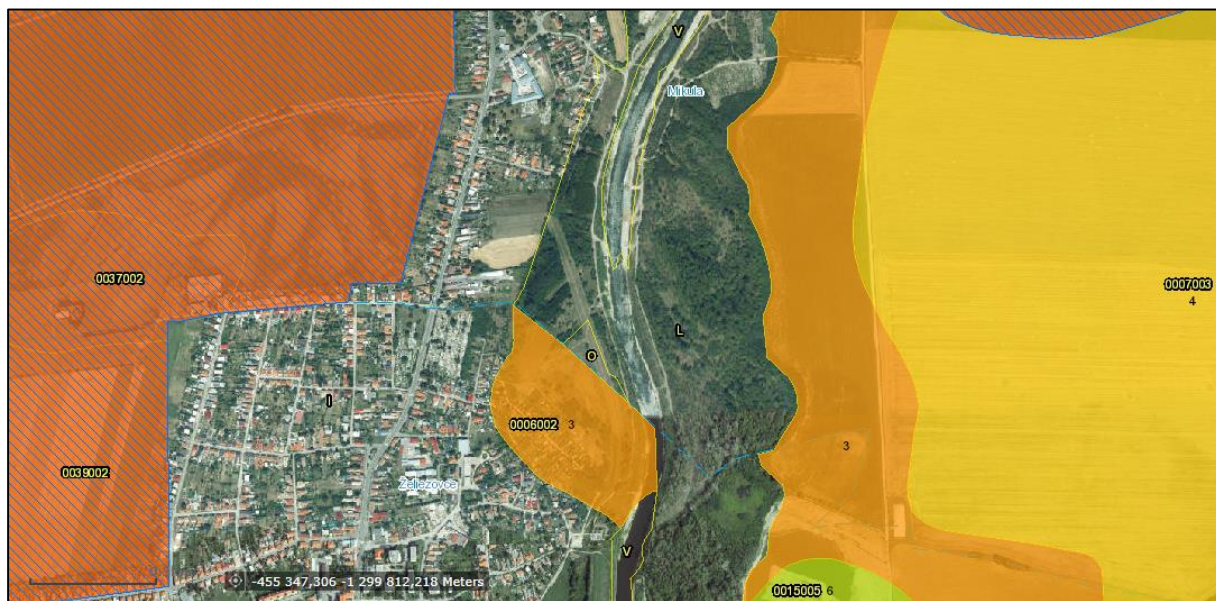 V
Mikula
0037002
0007003
4
L
O
I
0006002 3
3
0039002
Želiezovce
V
-455 347,306 -1 299 812,218 Meters
0015005 6